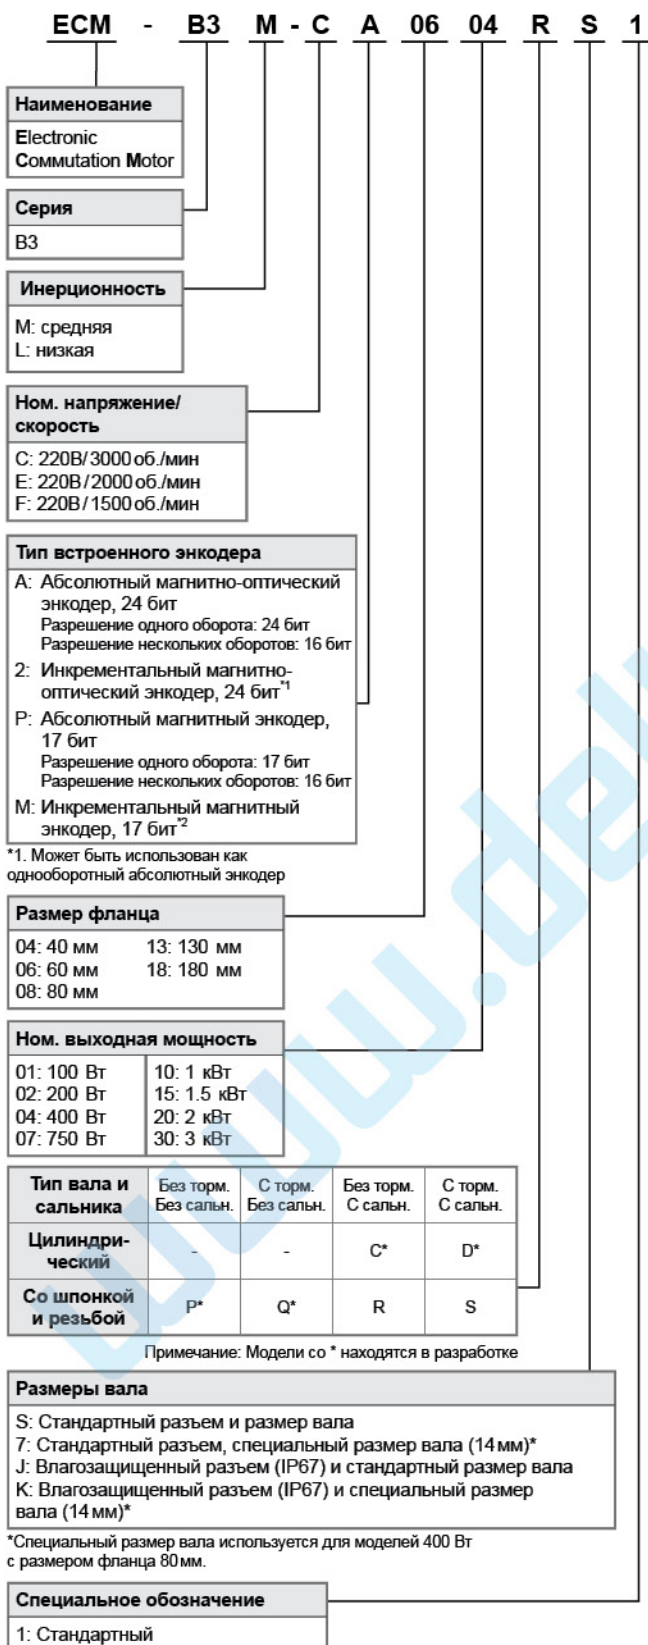 ECM - B3 M - C A 06 04 R S 1
Наименование
Electronic
Commutation Motor
Серия
B3
Инерционность
M: средняя
L: низкая
Ном. напряжение/
скорость
C: 220В/3000 об./мин
E: 220В/2000 об./мин
F: 220В/1500 об./мин
Тип встроенного энкодера
A: Абсолютный магнитно-оптический
энкодер, 24 бит
Разрешение одного оборота: 24 бит
Разрешение нескольких оборотов: 16 бит
2: Инкрементальный магнитно-
оптический энкодер, 24 бит*1
P: Абсолютный магнитный энкодер,
17 бит
Разрешение одного оборота: 17 бит
Разрешение нескольких оборотов: 16 бит
M: Инкрементальный магнитный
энкодер, 17 бит*2
*1. Может быть использован как
однооборотный абсолютный энкодер
Размер фланца
04: 40 мм 13: 130 мм
06: 60 мм 18: 180 мм
08: 80 мм
Ном. выходная мощность
01: 100 Вт 10: 1 кВт
02: 200 Вт 15: 1.5 кВт
04: 400 Вт 20: 2 кВт
07: 750 Вт 30: 3 кВт
Тип вала и Без торм. С торм. Без торм. С торм.
сальника Без сальн. Без сальн. С сальн. С сальн.
Цилиндри-
ческий - - C* D*
Со шпонкой
и резьбой P* Q* R S
Примечание: Модели со * находятся в разработке
Размеры вала
S: Стандартный разъем и размер вала
7: Стандартный разъем, специальный размер вала (14 мм)*
J: Влагозащищенный разъем (IP67) и стандартный размер вала
K: Влагозащищенный разъем (IP67) и специальный размер
вала (14 мм)*
*Специальный размер вала используется для моделей 400 Вт
с размером фланца 80 мм.
Специальное обозначение
1: Стандартный
www.del